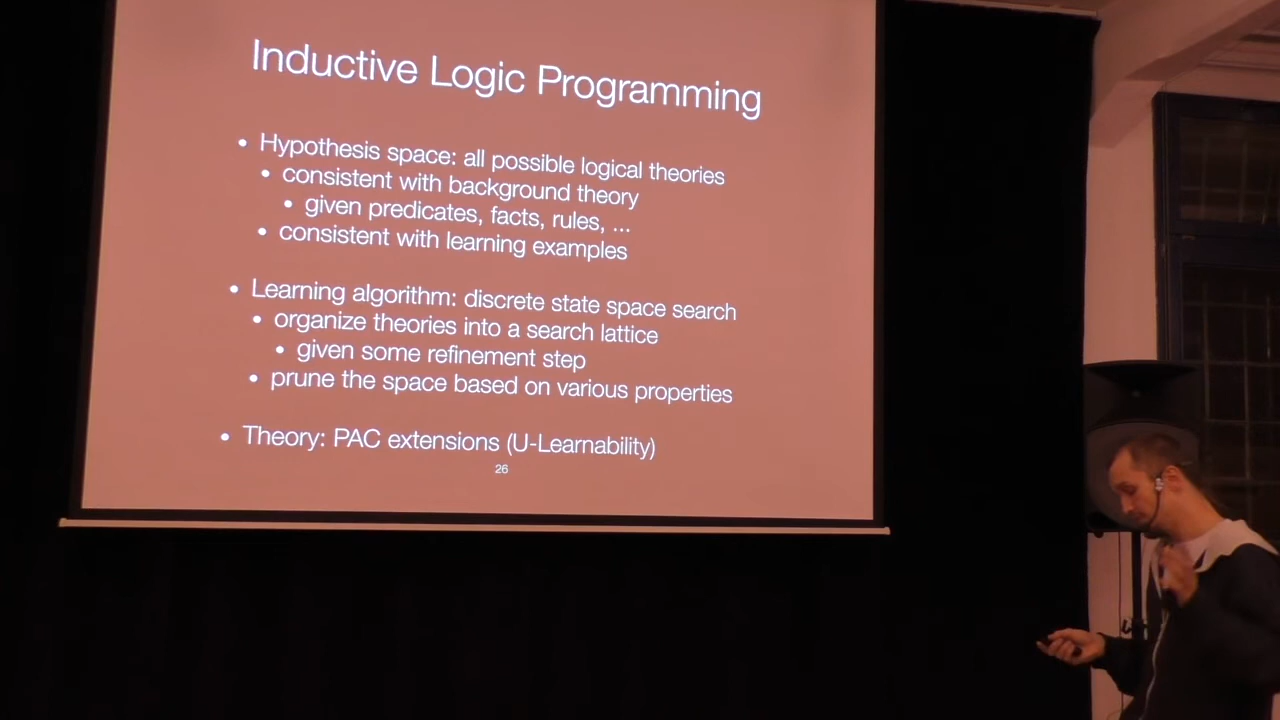 Inductive Logic Programming
• Hypothesis space: all possible logical theories
• consistent with background theory
• given predicates, facts, rules, ...
• consistent with learning examples
• Learning algorithm: discrete state space search
• organize theories into a search lattice
• given some refinement step
• prune the space based on various properties
• Theory: PAC extensions (U-Learnability)
26